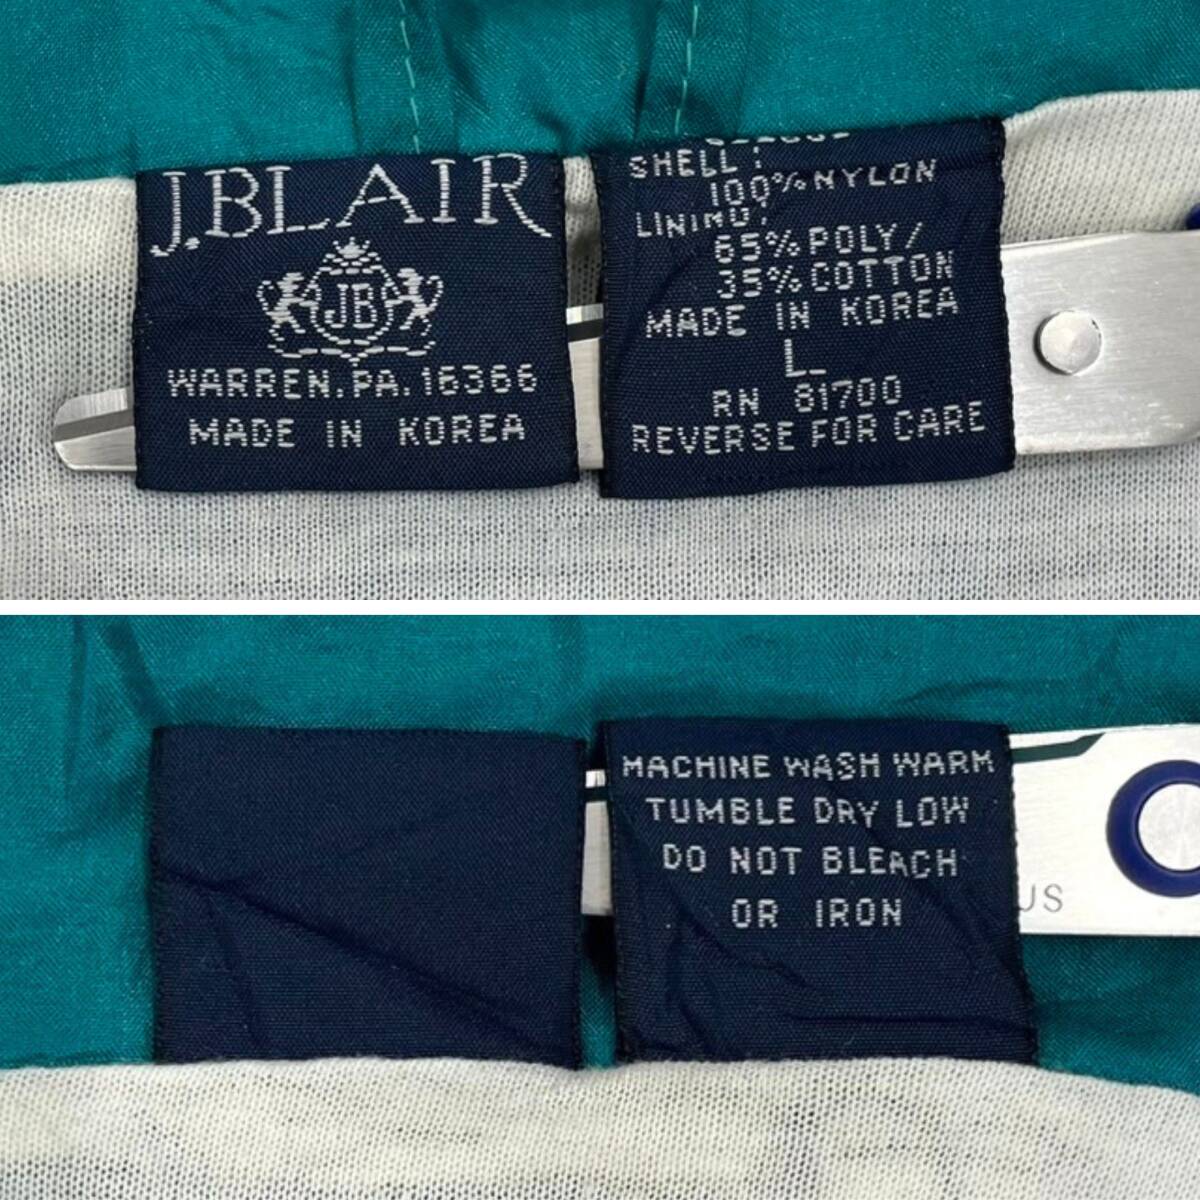 J.BLAIR
JB
WARREN, PA. 16366
MADE IN KOREA
SHELL:
100% NYLON
LINING:
65% POLY/
35% COTTON
MADE IN KOREA
L
RN 81700
REVERSE FOR CARE
MACHINE WASH WARM
TUMBLE DRY LOW
DO NOT BLEACH
OR IRON
US